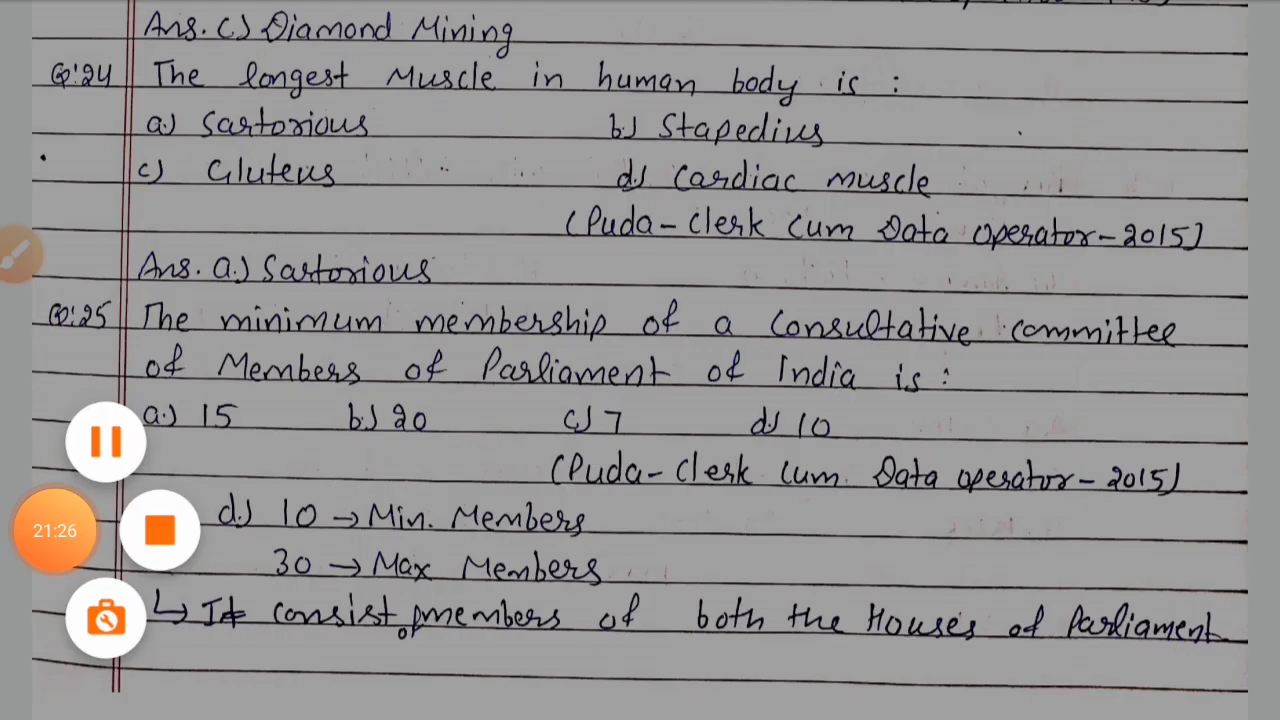 Ans. c.) Diamond Mining
Q:24 The longest Muscle in human body is :
a.) Sartorious b.) Stapedius
c.) Gluteus d.) Cardiac muscle
(Puda-Clerk Cum Data operator-2015)
Ans. a.) Sartorious
Q:25 The minimum membership of a Consultative committee
of Members of Parliament of India is :
a.) 15 b.) 20 c.) 7 d.) 10
(Puda-Clerk Cum Data operator-2015)
d.) 10 → Min. Members
21:26
30 → Max Members
↳ It consist of members of both the Houses of Parliament